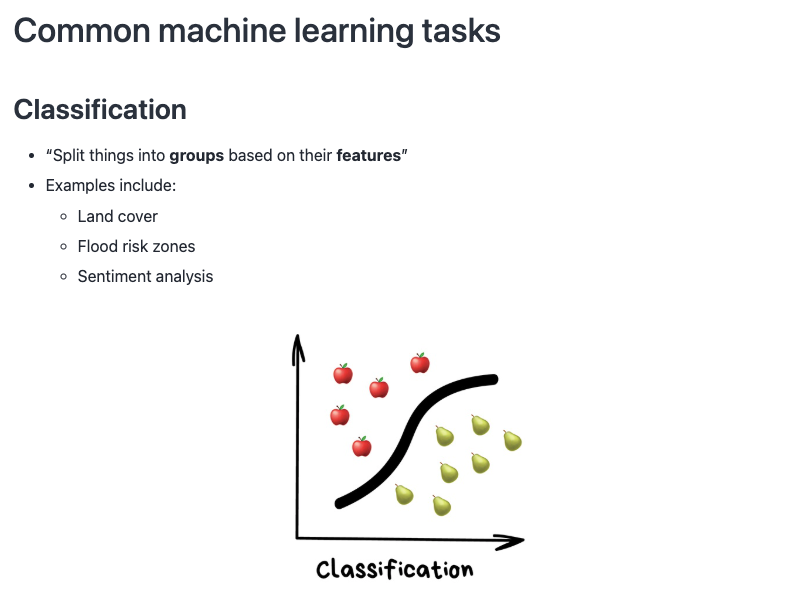 Common machine learning tasks
Classification
“Split things into groups based on their features”
Examples include:
Land cover
Flood risk zones
Sentiment analysis
Classification